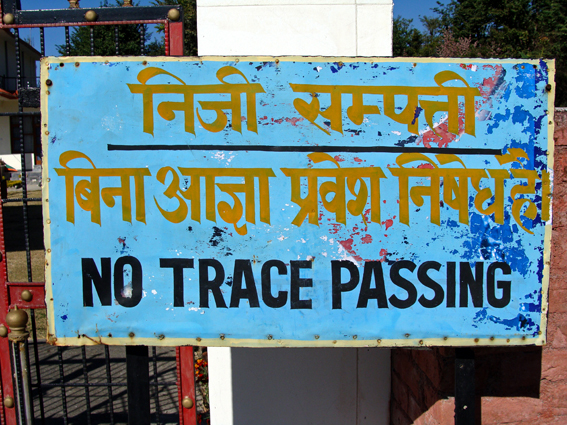 निजी सम्पत्ती
बिना आज्ञा प्रवेश निषेध है
NO TRACE PASSING